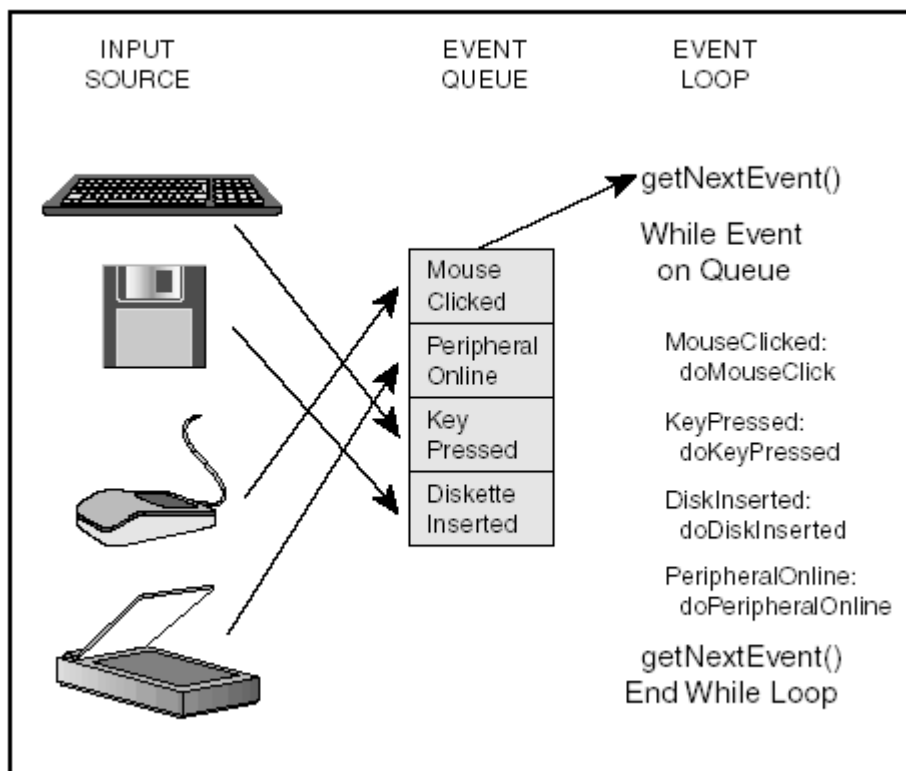 INPUT
SOURCE
EVENT
QUEUE
EVENT
LOOP
getNextEvent()
While Event
on Queue
Mouse
Clicked
Peripheral
Online
Key
Pressed
Diskette
Inserted
MouseClicked:
doMouseClick
KeyPressed:
doKeyPressed
DiskInserted:
doDiskInserted
PeripheralOnline:
doPeripheralOnline
getNextEvent()
End While Loop